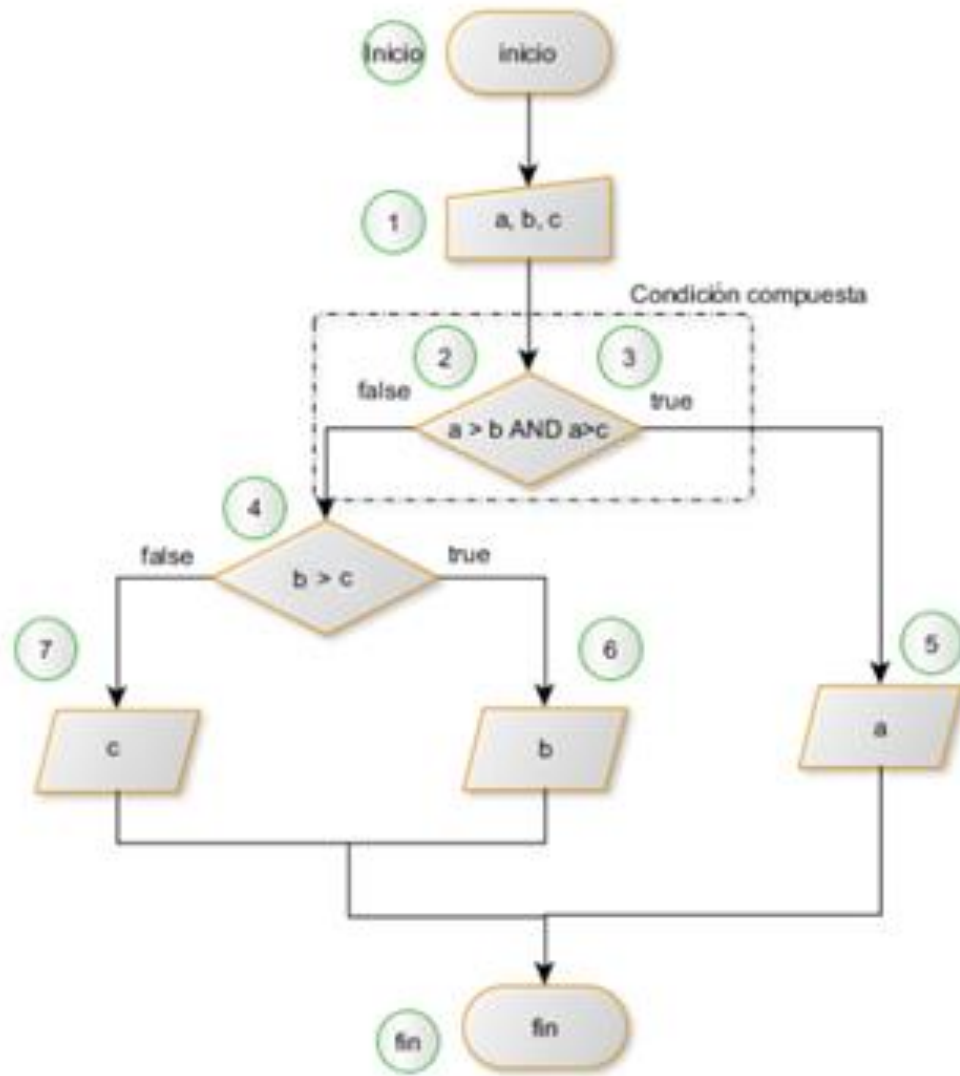 Inicio
inicio
1
a, b, c
Condición compuesta
2
3
false
true
a > b AND a>c
4
false
true
b > c
7
6
5
c
b
a
fin
fin